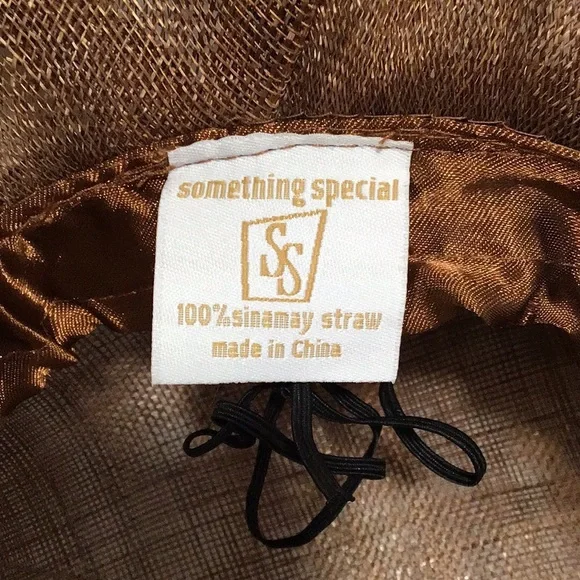 something special
SS
100%sinamay straw
made in China